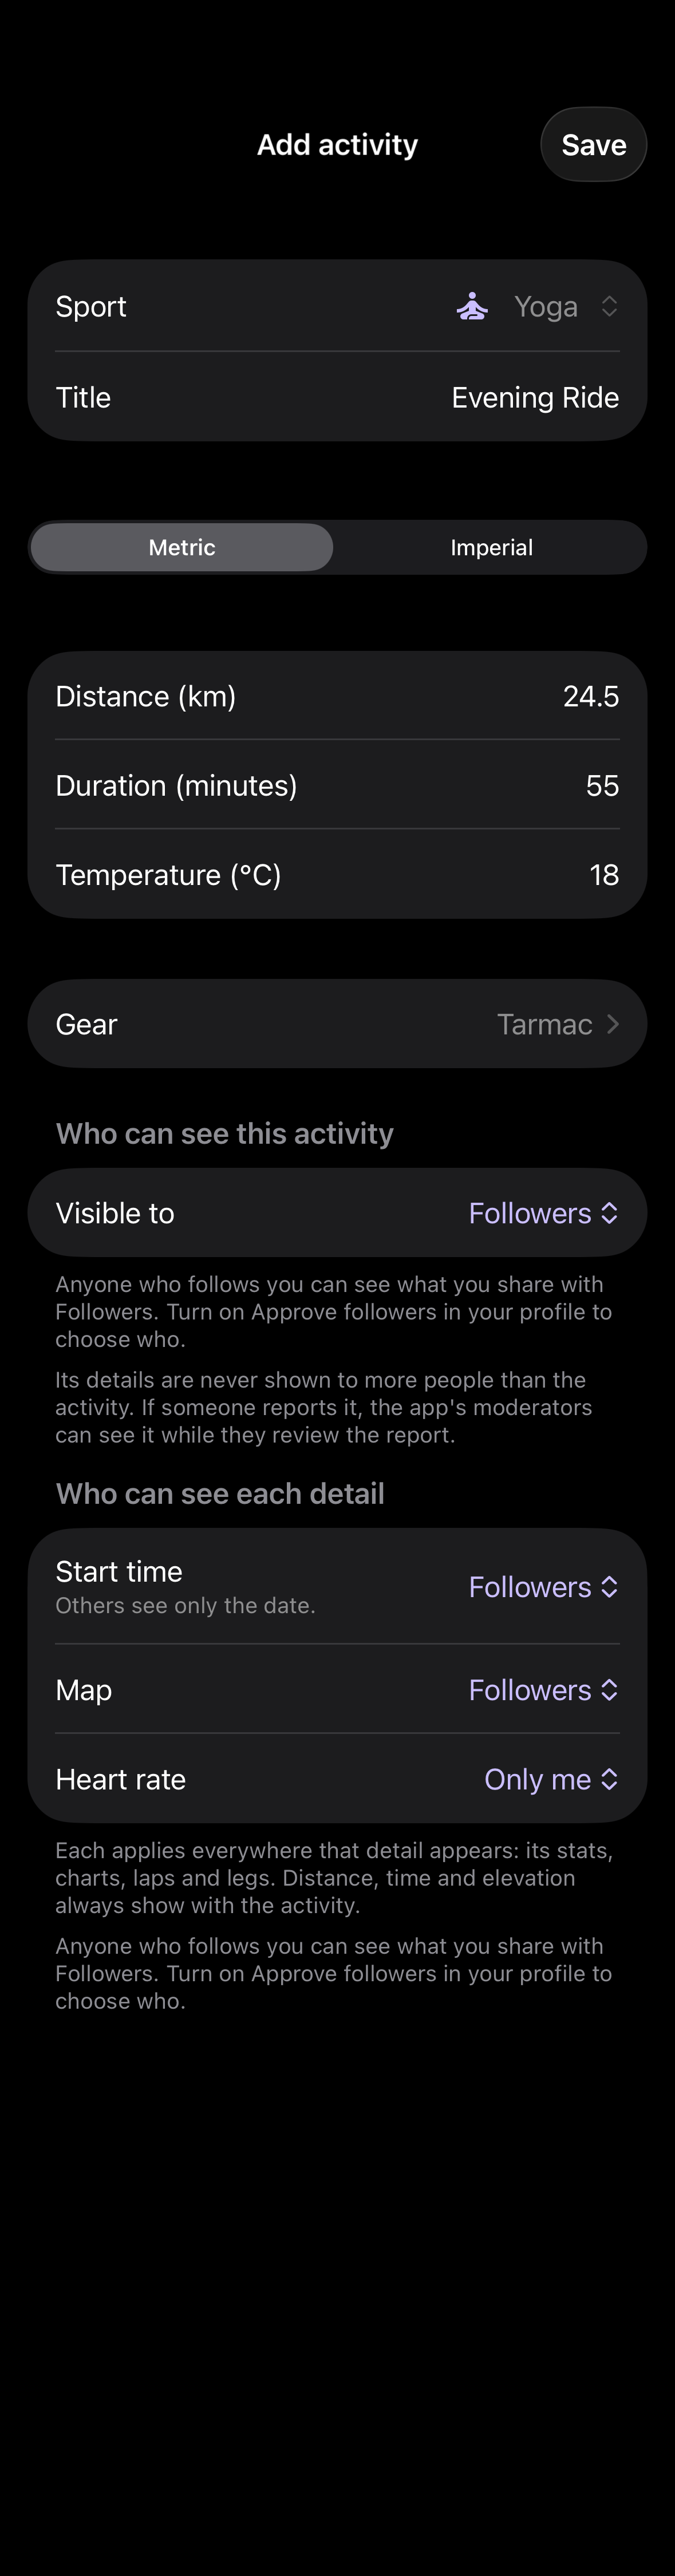 Add activity
Save
Sport
Yoga
Title
Evening Ride
Metric
Imperial
Distance (km)
24.5
Duration (minutes)
55
Temperature (°C)
18
Gear
Tarmac
Who can see this activity
Visible to
Followers
Anyone who follows you can see what you share with
Followers. Turn on Approve followers in your profile to
choose who.
Its details are never shown to more people than the
activity. If someone reports it, the app's moderators
can see it while they review the report.
Who can see each detail
Start time
Others see only the date.
Followers
Map
Followers
Heart rate
Only me
Each applies everywhere that detail appears: its stats,
charts, laps and legs. Distance, time and elevation
always show with the activity.
Anyone who follows you can see what you share with
Followers. Turn on Approve followers in your profile to
choose who.